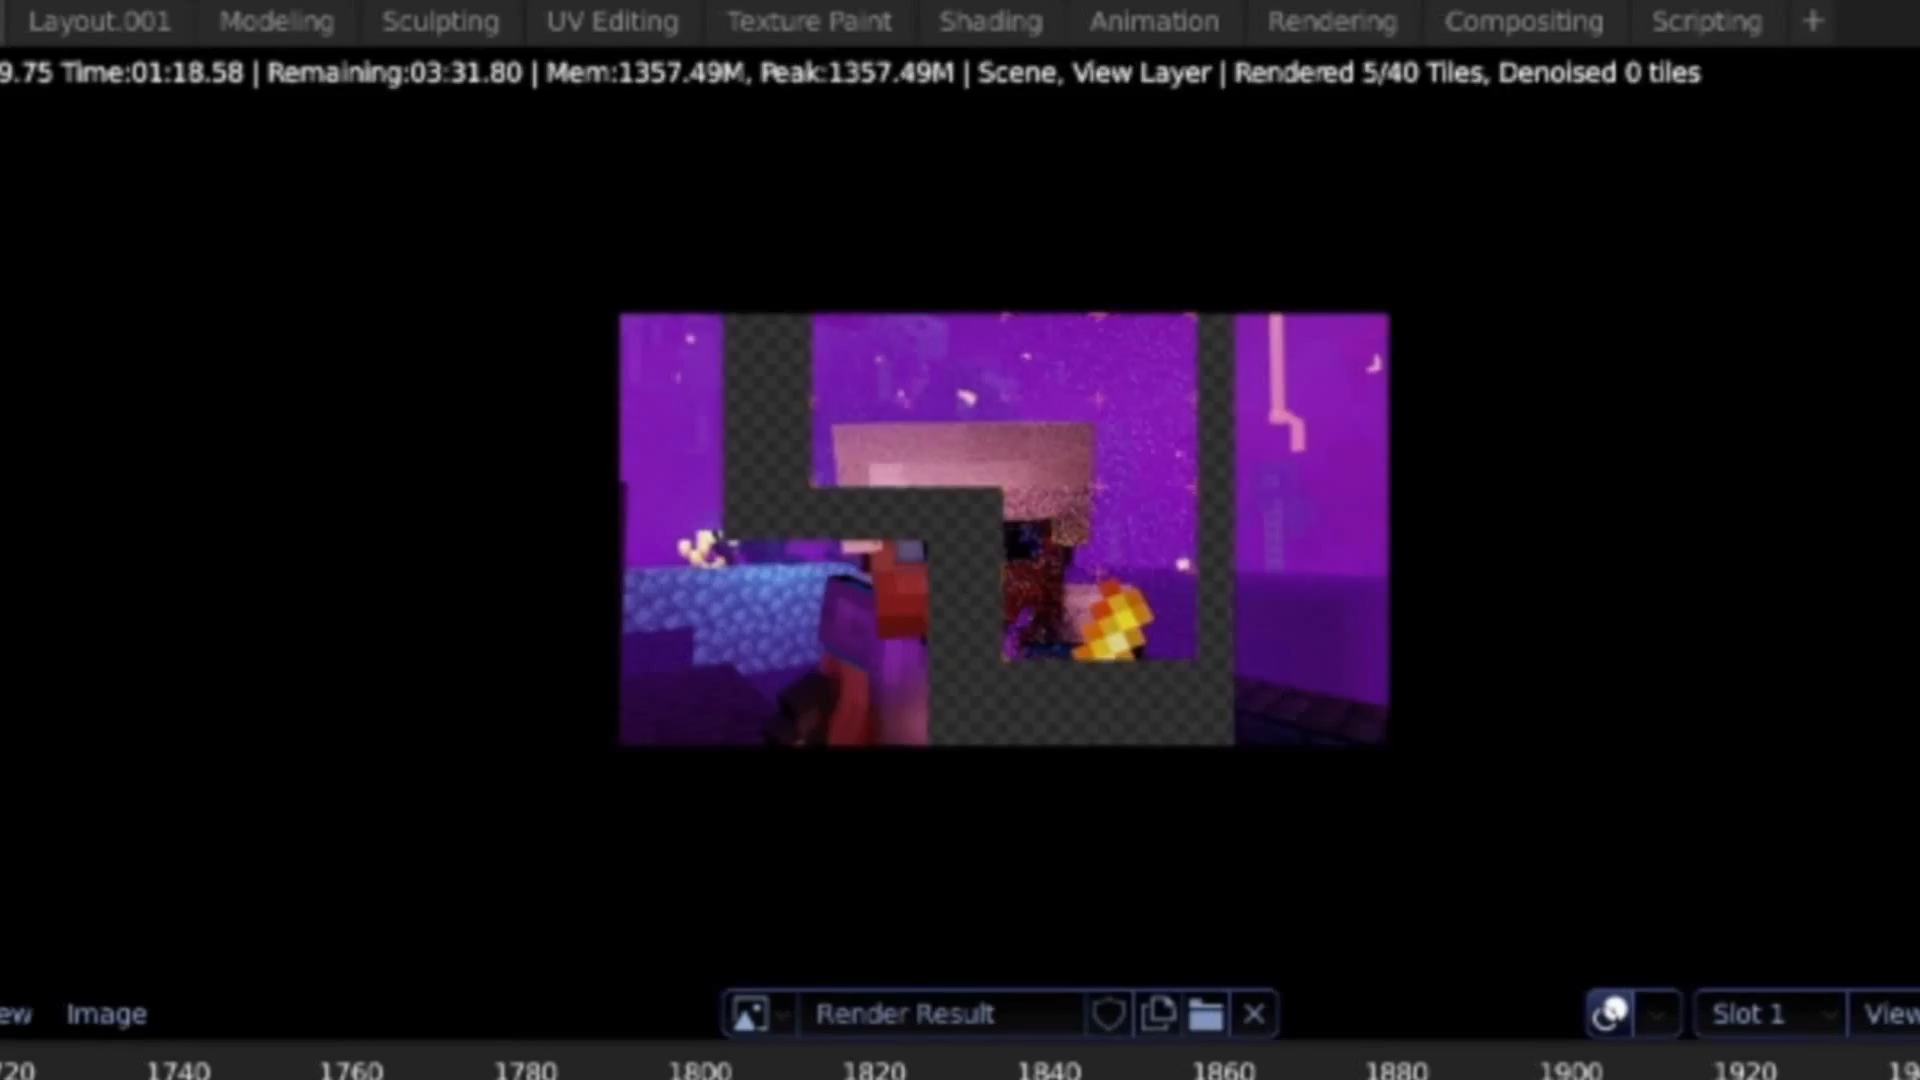 Layout.001 Modeling Sculpting UV Editing Texture Paint Shading Animation Rendering Compositing Scripting +
9.75 Time:01:18.58 | Remaining:03:31.80 | Mem:1357.49M, Peak:1357.49M | Scene, View Layer | Rendered 5/40 Tiles, Denoised 0 tiles
ew Image Render Result Slot 1 View
720 1740 1760 1780 1800 1820 1840 1860 1880 1900 1920 19